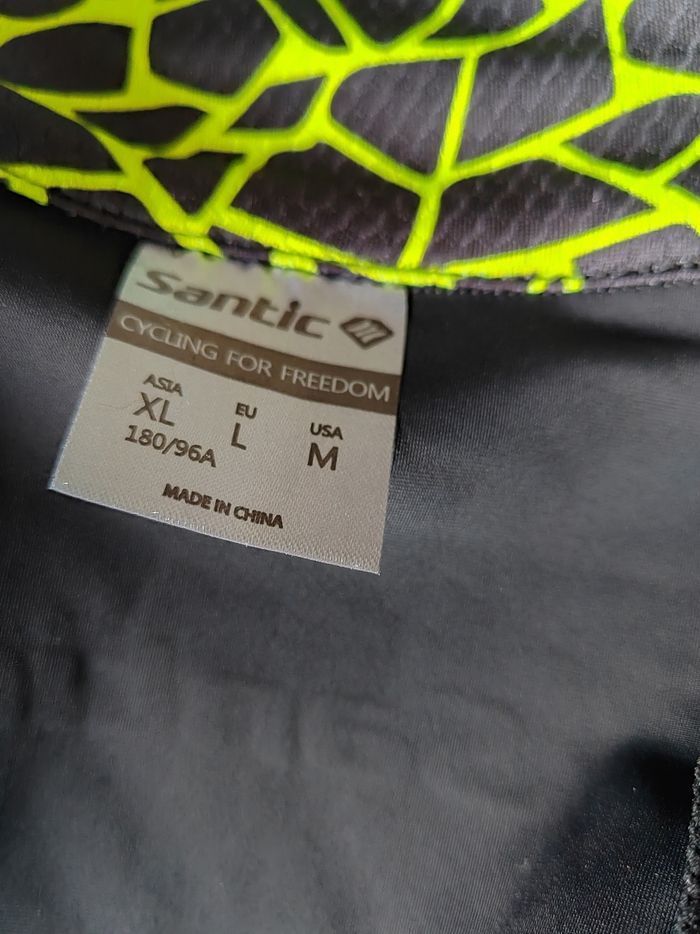 santic
CYCLING FOR FREEDOM
ASIA EU USA
XL L M
180/96A
MADE IN CHINA